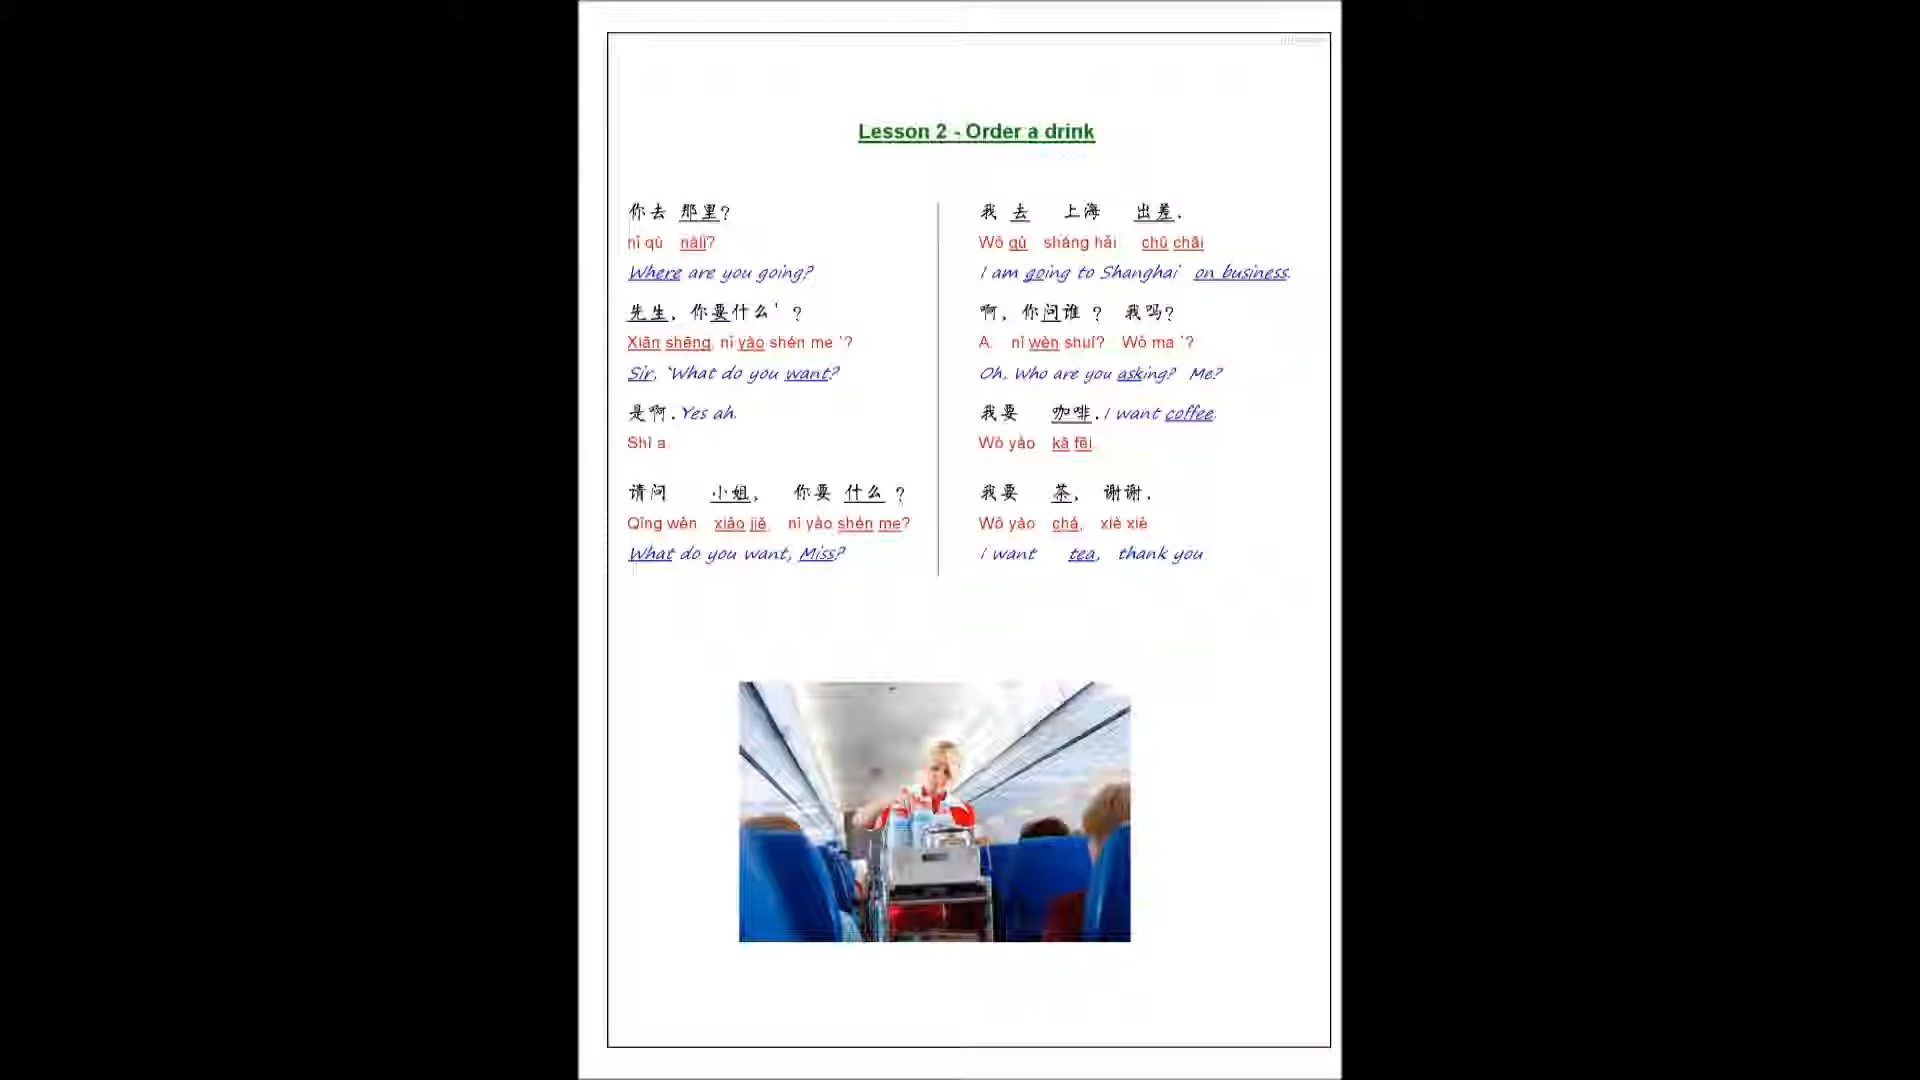 Lesson 2 - Order a drink
你去 那里?
nǐ qù nàlǐ?
Where are you going?
先生, 你要什么' ?
Xiān shēng, nǐ yào shén me '?
Sir, 'What do you want?
是啊. Yes ah.
Shì a
请问 小姐, 你要 什么 ?
Qǐng wèn xiǎo jiě, nǐ yào shén me?
What do you want, Miss?
我 去 上海 出差.
Wǒ qù shàng hǎi chū chāi
I am going to Shanghai on business.
啊, 你问谁 ? 我吗?
A, nǐ wèn shuí? Wǒ ma '?
Oh, Who are you asking? Me?
我要 咖啡. I want coffee.
Wǒ yào kā fēi
我要 茶, 谢谢.
Wǒ yào chá, xiè xiè
I want tea, thank you